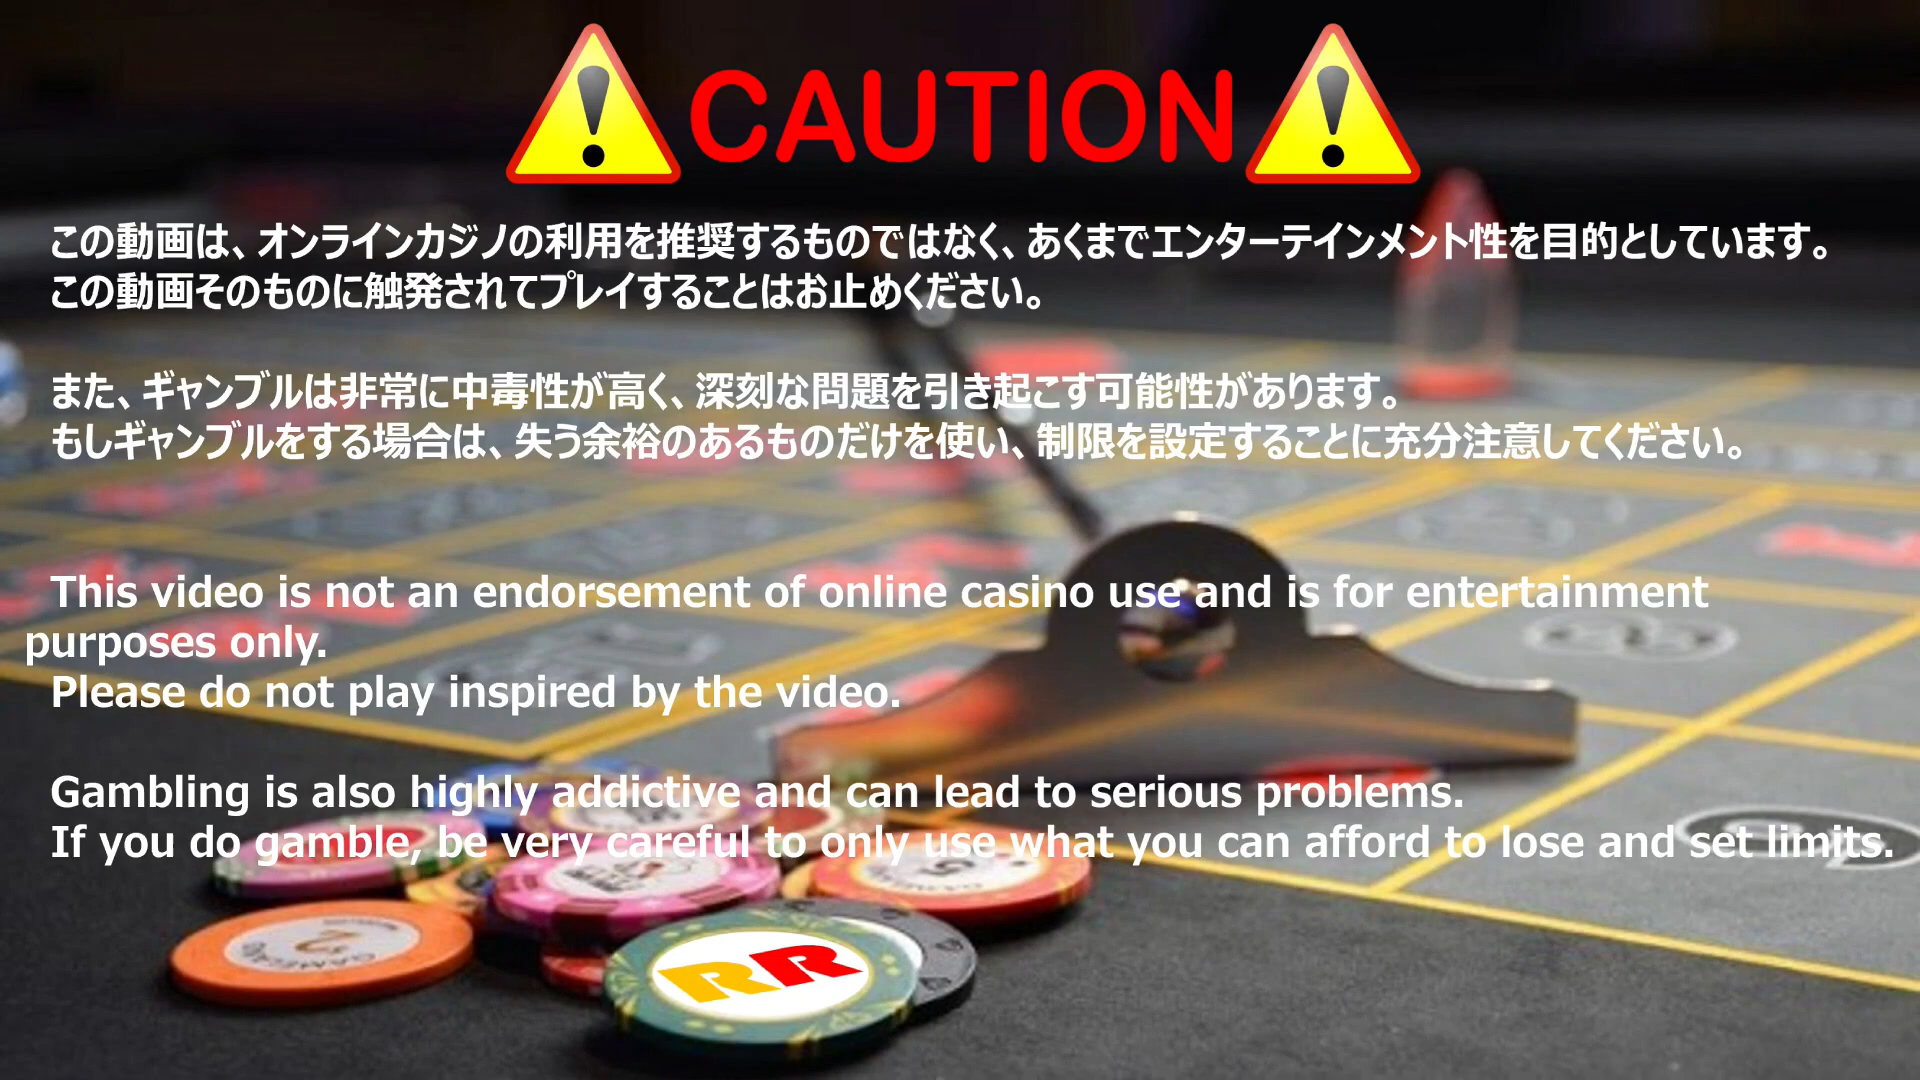 CAUTION
この動画は、オンラインカジノの利用を推奨するものではなく、あくまでエンターテインメント性を目的としています。
この動画そのものに触発されてプレイすることはお止めください。
また、ギャンブルは非常に中毒性が高く、深刻な問題を引き起こす可能性があります。
もしギャンブルをする場合は、失う余裕のあるものだけを使い、制限を設定することに充分注意してください。
This video is not an endorsement of online casino use and is for entertainment
purposes only.
Please do not play inspired by the video.
Gambling is also highly addictive and can lead to serious problems.
If you do gamble, be very careful to only use what you can afford to lose and set limits.
2
5
RR